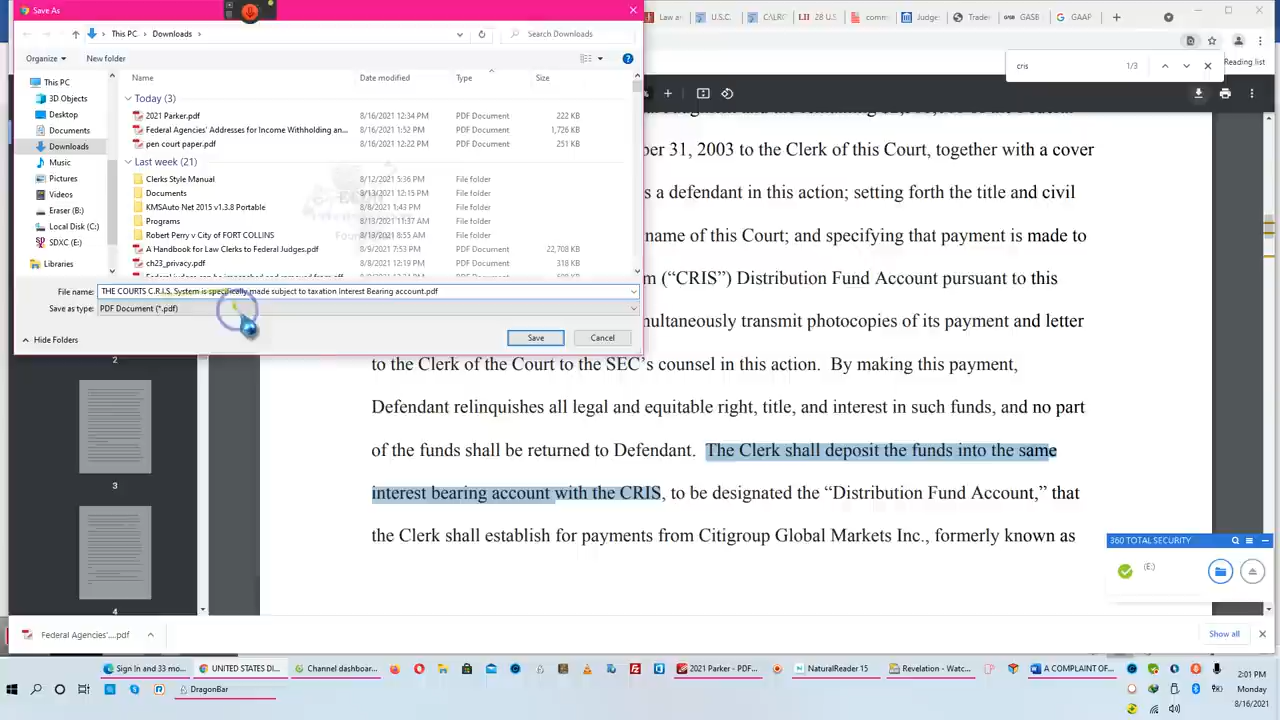 Save As
This PC > Downloads >
Search Downloads
Organize
New folder
Name
Date modified
Type
Size
This PC
3D Objects
Desktop
Documents
Downloads
Music
Pictures
Videos
Eraser (B:)
Local Disk (C:)
SDXC (E:)
Libraries
Today (3)
2021 Parker.pdf 8/16/2021 12:34 PM PDF Document 222 KB
Federal Agencies' Addresses for Income Withholding an... 8/16/2021 1:52 PM PDF Document 1,726 KB
pen court paper.pdf 8/16/2021 12:22 PM PDF Document 251 KB
Last week (21)
Clerks Style Manual 8/12/2021 5:36 PM File folder
Documents 8/13/2021 12:15 PM File folder
KMSAuto Net 2015 v1.3.8 Portable 8/8/2021 1:43 PM File folder
Programs 8/13/2021 11:37 AM File folder
Robert Perry v City of FORT COLLINS 8/13/2021 8:55 AM File folder
A Handbook for Law Clerks to Federal Judges.pdf 8/9/2021 7:53 PM PDF Document 22,708 KB
ch23_privacy.pdf 8/8/2021 12:19 PM PDF Document
File name: THE COURTS C.R.I.S, System is specifically made subject to taxation Interest Bearing account.pdf
Save as type: PDF Document (*.pdf)
Hide Folders
Save
Cancel
Law an
U.S.C.
CALRC
28 U.S
comm
Judge:
Trade
GASB
GAAP
Reading list
cris
1/3
ber 31, 2003 to the Clerk of this Court, together with a cover
s a defendant in this action; setting forth the title and civil
name of this Court; and specifying that payment is made to
m (“CRIS”) Distribution Fund Account pursuant to this
multaneously transmit photocopies of its payment and letter
to the Clerk of the Court to the SEC’s counsel in this action. By making this payment,
Defendant relinquishes all legal and equitable right, title, and interest in such funds, and no part
of the funds shall be returned to Defendant. The Clerk shall deposit the funds into the same
interest bearing account with the CRIS, to be designated the “Distribution Fund Account,” that
the Clerk shall establish for payments from Citigroup Global Markets Inc., formerly known as
2
3
4
360 TOTAL SECURITY
(E:)
Federal Agencies'....pdf
Show all
Sign In and 33 mo...
UNITED STATES DI...
Channel dashboar...
2021 Parker - PDF...
NaturalReader 15
Revelation - Watc...
A COMPLAINT OF...
DragonBar
2:01 PM
Monday
8/16/2021